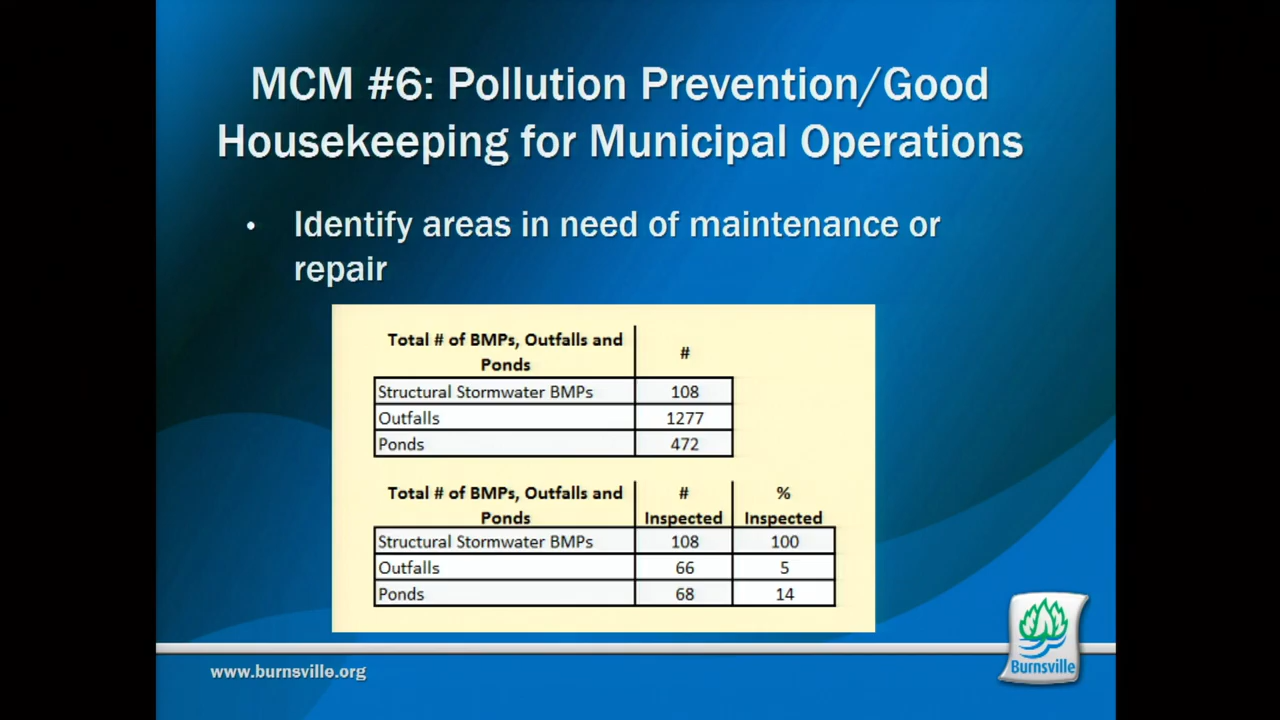 MCM #6: Pollution Prevention/Good
Housekeeping for Municipal Operations
• Identify areas in need of maintenance or
repair
Total # of BMPs, Outfalls and
Ponds
#
Structural Stormwater BMPs 108
Outfalls 1277
Ponds 472
Total # of BMPs, Outfalls and
Ponds
#
Inspected
%
Inspected
Structural Stormwater BMPs 108 100
Outfalls 66 5
Ponds 68 14
www.burnsville.org
Burnsville